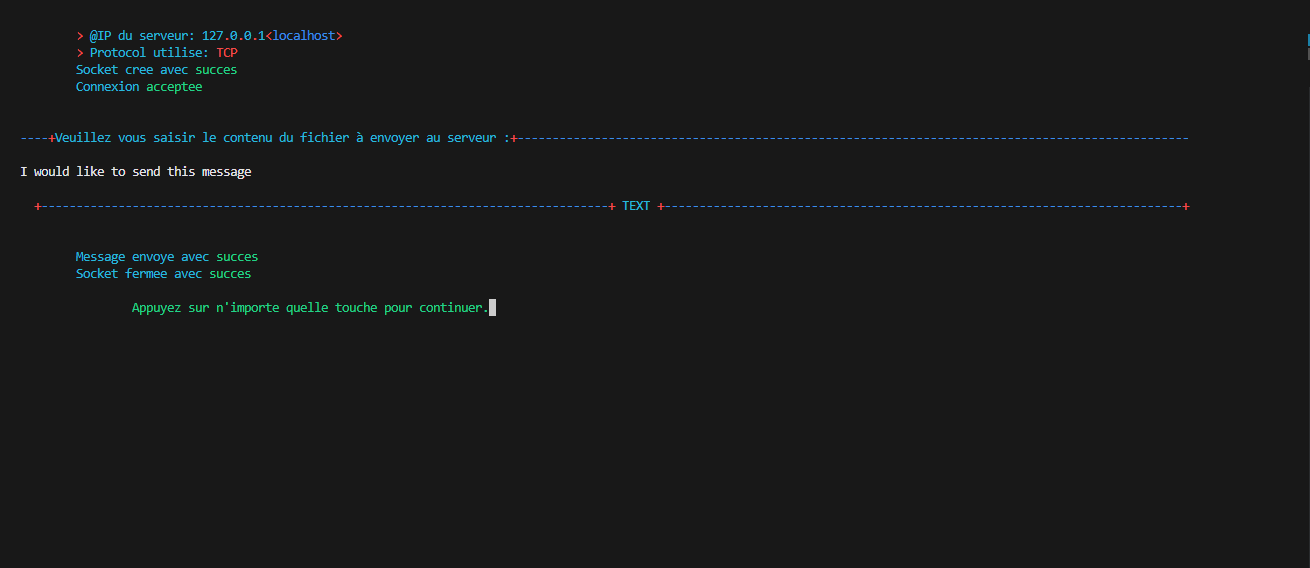 > @IP du serveur: 127.0.0.1<localhost>
> Protocol utilise: TCP
Socket cree avec succes
Connexion acceptee
----+Veuillez vous saisir le contenu du fichier à envoyer au serveur :+------------------------------------------------------------------------------------------------
I would like to send this message
+---------------------------------------------------------------------------------+ TEXT +--------------------------------------------------------------------------+
Message envoye avec succes
Socket fermee avec succes
Appuyez sur n'importe quelle touche pour continuer.